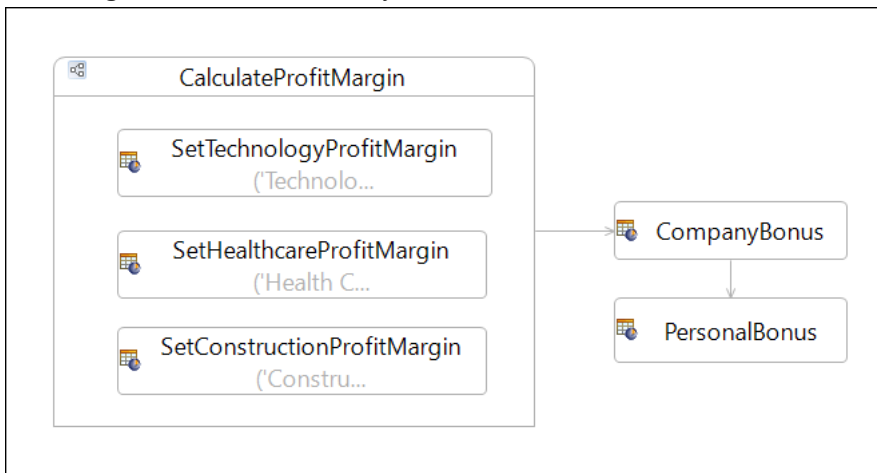 CalculateProfitMargin
SetTechnologyProfitMargin
('Technolo...
SetHealthcareProfitMargin
('Health C...
SetConstructionProfitMargin
('Constru...
CompanyBonus
PersonalBonus